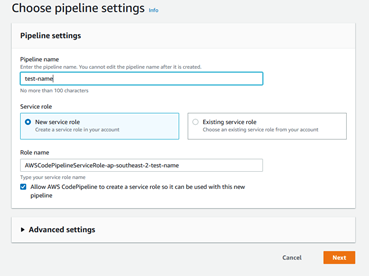 Choose pipeline settings Info
Pipeline settings
Pipeline name
Enter the pipeline name. You cannot edit the pipeline name after it is created.
test-name
No more than 100 characters
Service role
New service role
Create a service role in your account
Existing service role
Choose an existing service role from your account
Role name
AWSCodePipelineServiceRole-ap-southeast-2-test-name
Type your service role name
Allow AWS CodePipeline to create a service role so it can be used with this new
pipeline
Advanced settings
Cancel
Next